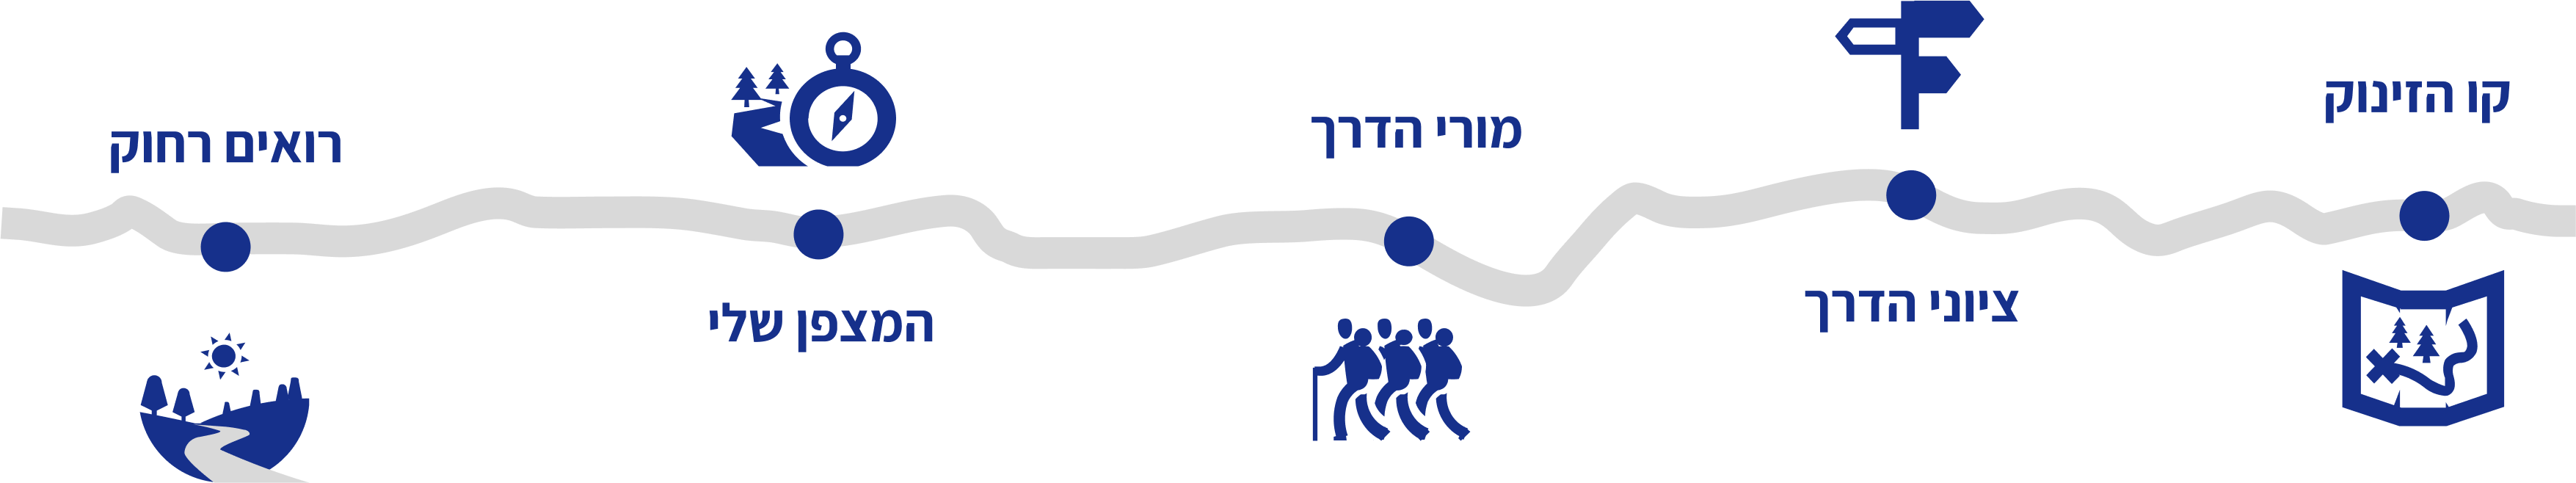 קו הזינוק
ציוני הדרך
מורי הדרך
המצפן שלי
רואים רחוק